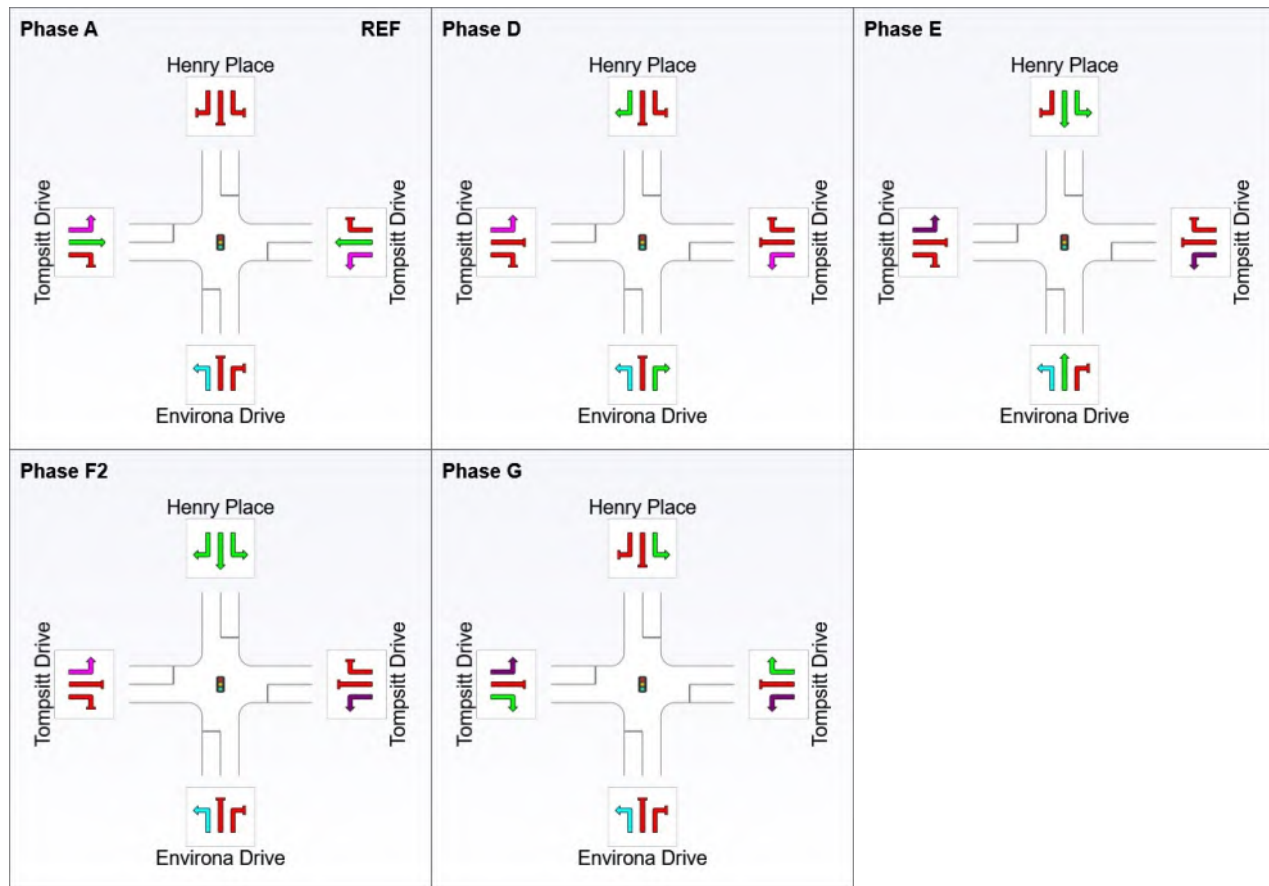 Phase A
REF
Henry Place
Tompsitt Drive
Tompsitt Drive
Environa Drive
Phase D
Henry Place
Tompsitt Drive
Tompsitt Drive
Environa Drive
Phase E
Henry Place
Tompsitt Drive
Tompsitt Drive
Environa Drive
Phase F2
Henry Place
Tompsitt Drive
Tompsitt Drive
Environa Drive
Phase G
Henry Place
Tompsitt Drive
Tompsitt Drive
Environa Drive